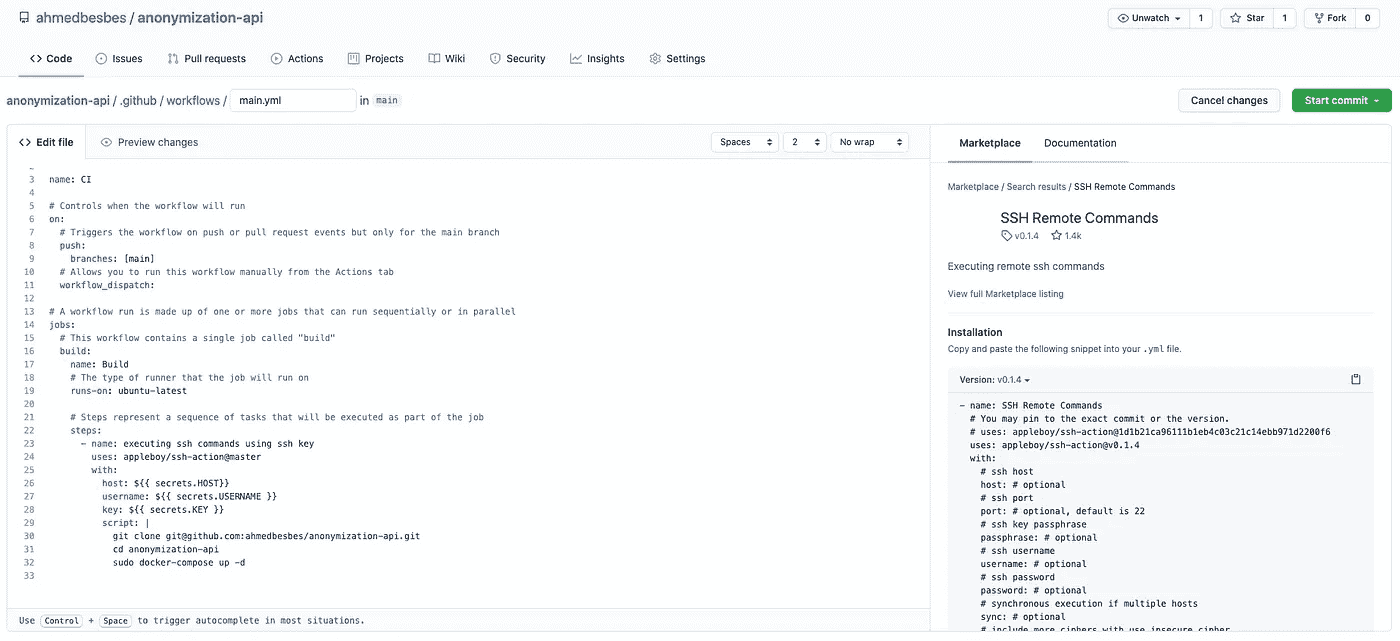 ahmedbesbes / anonymization-api
Unwatch 1 Star 1 Fork 0
Code Issues Pull requests Actions Projects Wiki Security Insights Settings
anonymization-api / .github / workflows / main.yml in main
Cancel changes Start commit
Edit file Preview changes
Spaces 2 No wrap
3 name: CI
4
5 # Controls when the workflow will run
6 on:
7 # Triggers the workflow on push or pull request events but only for the main branch
8 push:
9 branches: [main]
10 # Allows you to run this workflow manually from the Actions tab
11 workflow_dispatch:
12
13 # A workflow run is made up of one or more jobs that can run sequentially or in parallel
14 jobs:
15 # This workflow contains a single job called "build"
16 build:
17 name: Build
18 # The type of runner that the job will run on
19 runs-on: ubuntu-latest
20
21 # Steps represent a sequence of tasks that will be executed as part of the job
22 steps:
23 - name: executing ssh commands using ssh key
24 uses: appleboy/ssh-action@master
25 with:
26 host: ${{ secrets.HOST}}
27 username: ${{ secrets.USERNAME }}
28 key: ${{ secrets.KEY }}
29 script: |
30 git clone git@github.com:ahmedbesbes/anonymization-api.git
31 cd anonymization-api
32 sudo docker-compose up -d
33
Use Control + Space to trigger autocomplete in most situations.
Marketplace Documentation
Marketplace / Search results / SSH Remote Commands
SSH Remote Commands
v0.1.4 1.4k
Executing remote ssh commands
View full Marketplace listing
Installation
Copy and paste the following snippet into your .yml file.
Version: v0.1.4
- name: SSH Remote Commands
# You may pin to the exact commit or the version.
# uses: appleboy/ssh-action@1d1b21ca96111b1eb4c03c21c14ebb971d2200f6
uses: appleboy/ssh-action@v0.1.4
with:
# ssh host
host: # optional
# ssh port
port: # optional, default is 22
# ssh key passphrase
passphrase: # optional
# ssh username
username: # optional
# ssh password
password: # optional
# synchronous execution if multiple hosts
sync: # optional
# include more ciphers with use insecure cipher